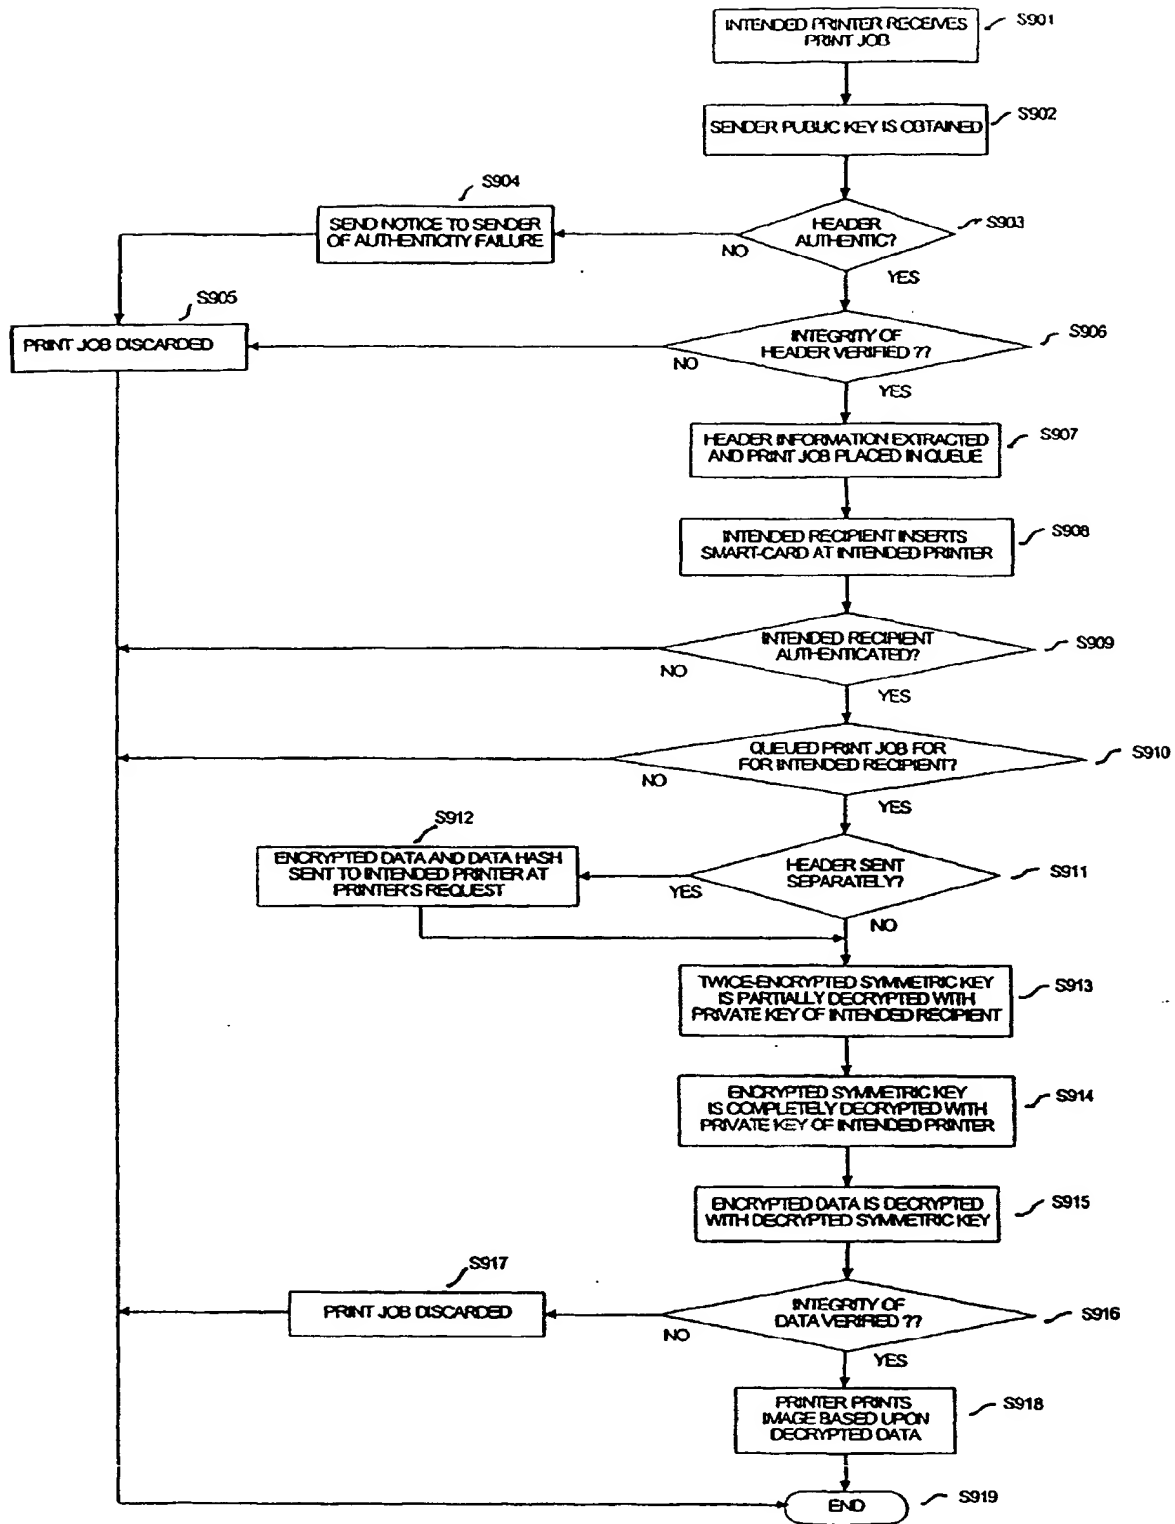 INTENDED PRINTER RECEIVES
PRINT JOB
S901
SENDER PUBLIC KEY IS OBTAINED
S902
HEADER
AUTHENTIC?
S903
NO
YES
SEND NOTICE TO SENDER
OF AUTHENTICITY FAILURE
S904
PRINT JOB DISCARDED
S905
INTEGRITY OF
HEADER VERIFIED ??
S906
NO
YES
HEADER INFORMATION EXTRACTED
AND PRINT JOB PLACED IN QUEUE
S907
INTENDED RECIPIENT INSERTS
SMART-CARD AT INTENDED PRINTER
S908
INTENDED RECIPIENT
AUTHENTICATED?
S909
NO
YES
QUEUED PRINT JOB FOR
FOR INTENDED RECIPIENT?
S910
NO
YES
HEADER SENT
SEPARATELY?
S911
YES
NO
S912
ENCRYPTED DATA AND DATA HASH
SENT TO INTENDED PRINTER AT
PRINTER'S REQUEST
TWICE-ENCRYPTED SYMMETRIC KEY
IS PARTIALLY DECRYPTED WITH
PRIVATE KEY OF INTENDED RECIPIENT
S913
ENCRYPTED SYMMETRIC KEY
IS COMPLETELY DECRYPTED WITH
PRIVATE KEY OF INTENDED PRINTER
S914
ENCRYPTED DATA IS DECRYPTED
WITH DECRYPTED SYMMETRIC KEY
S915
INTEGRITY OF
DATA VERIFIED ??
S916
NO
YES
S917
PRINT JOB DISCARDED
PRINTER PRINTS
IMAGE BASED UPON
DECRYPTED DATA
S918
END
S919